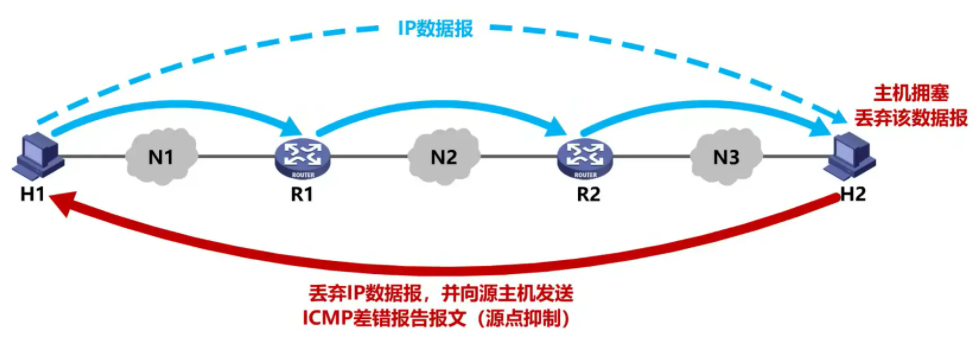 IP数据报
主机拥塞
丢弃该数据报
N1
N2
N3
ROUTER
ROUTER
H1
R1
R2
H2
丢弃IP数据报，并向源主机发送
ICMP差错报告报文（源点抑制）